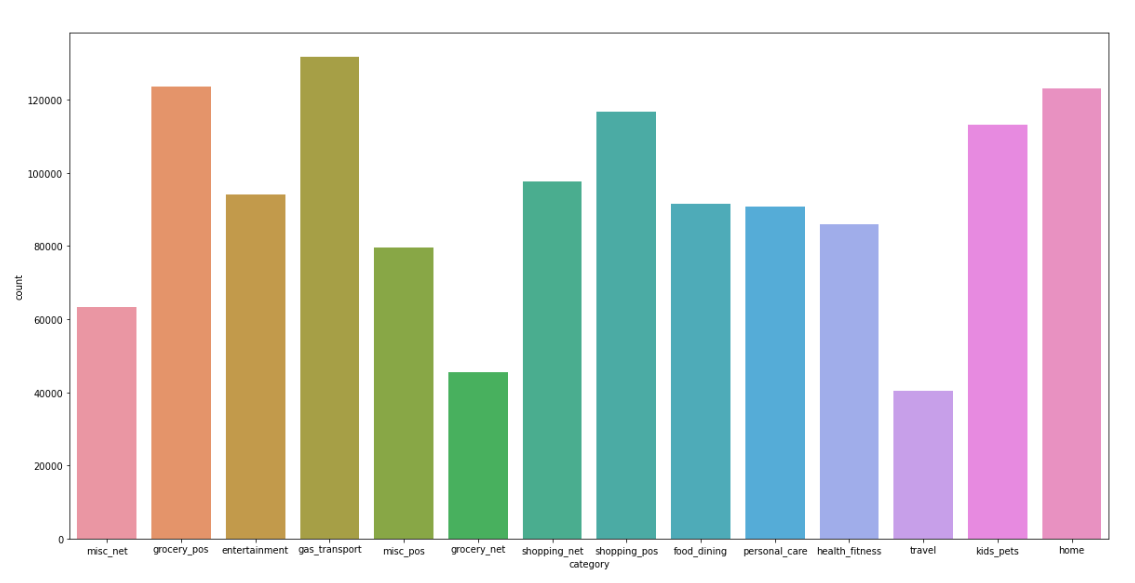 120000
100000
80000
60000
40000
20000
0
count
misc_net grocery_pos entertainment gas_transport misc_pos grocery_net shopping_net shopping_pos food_dining personal_care health_fitness travel kids_pets home
category